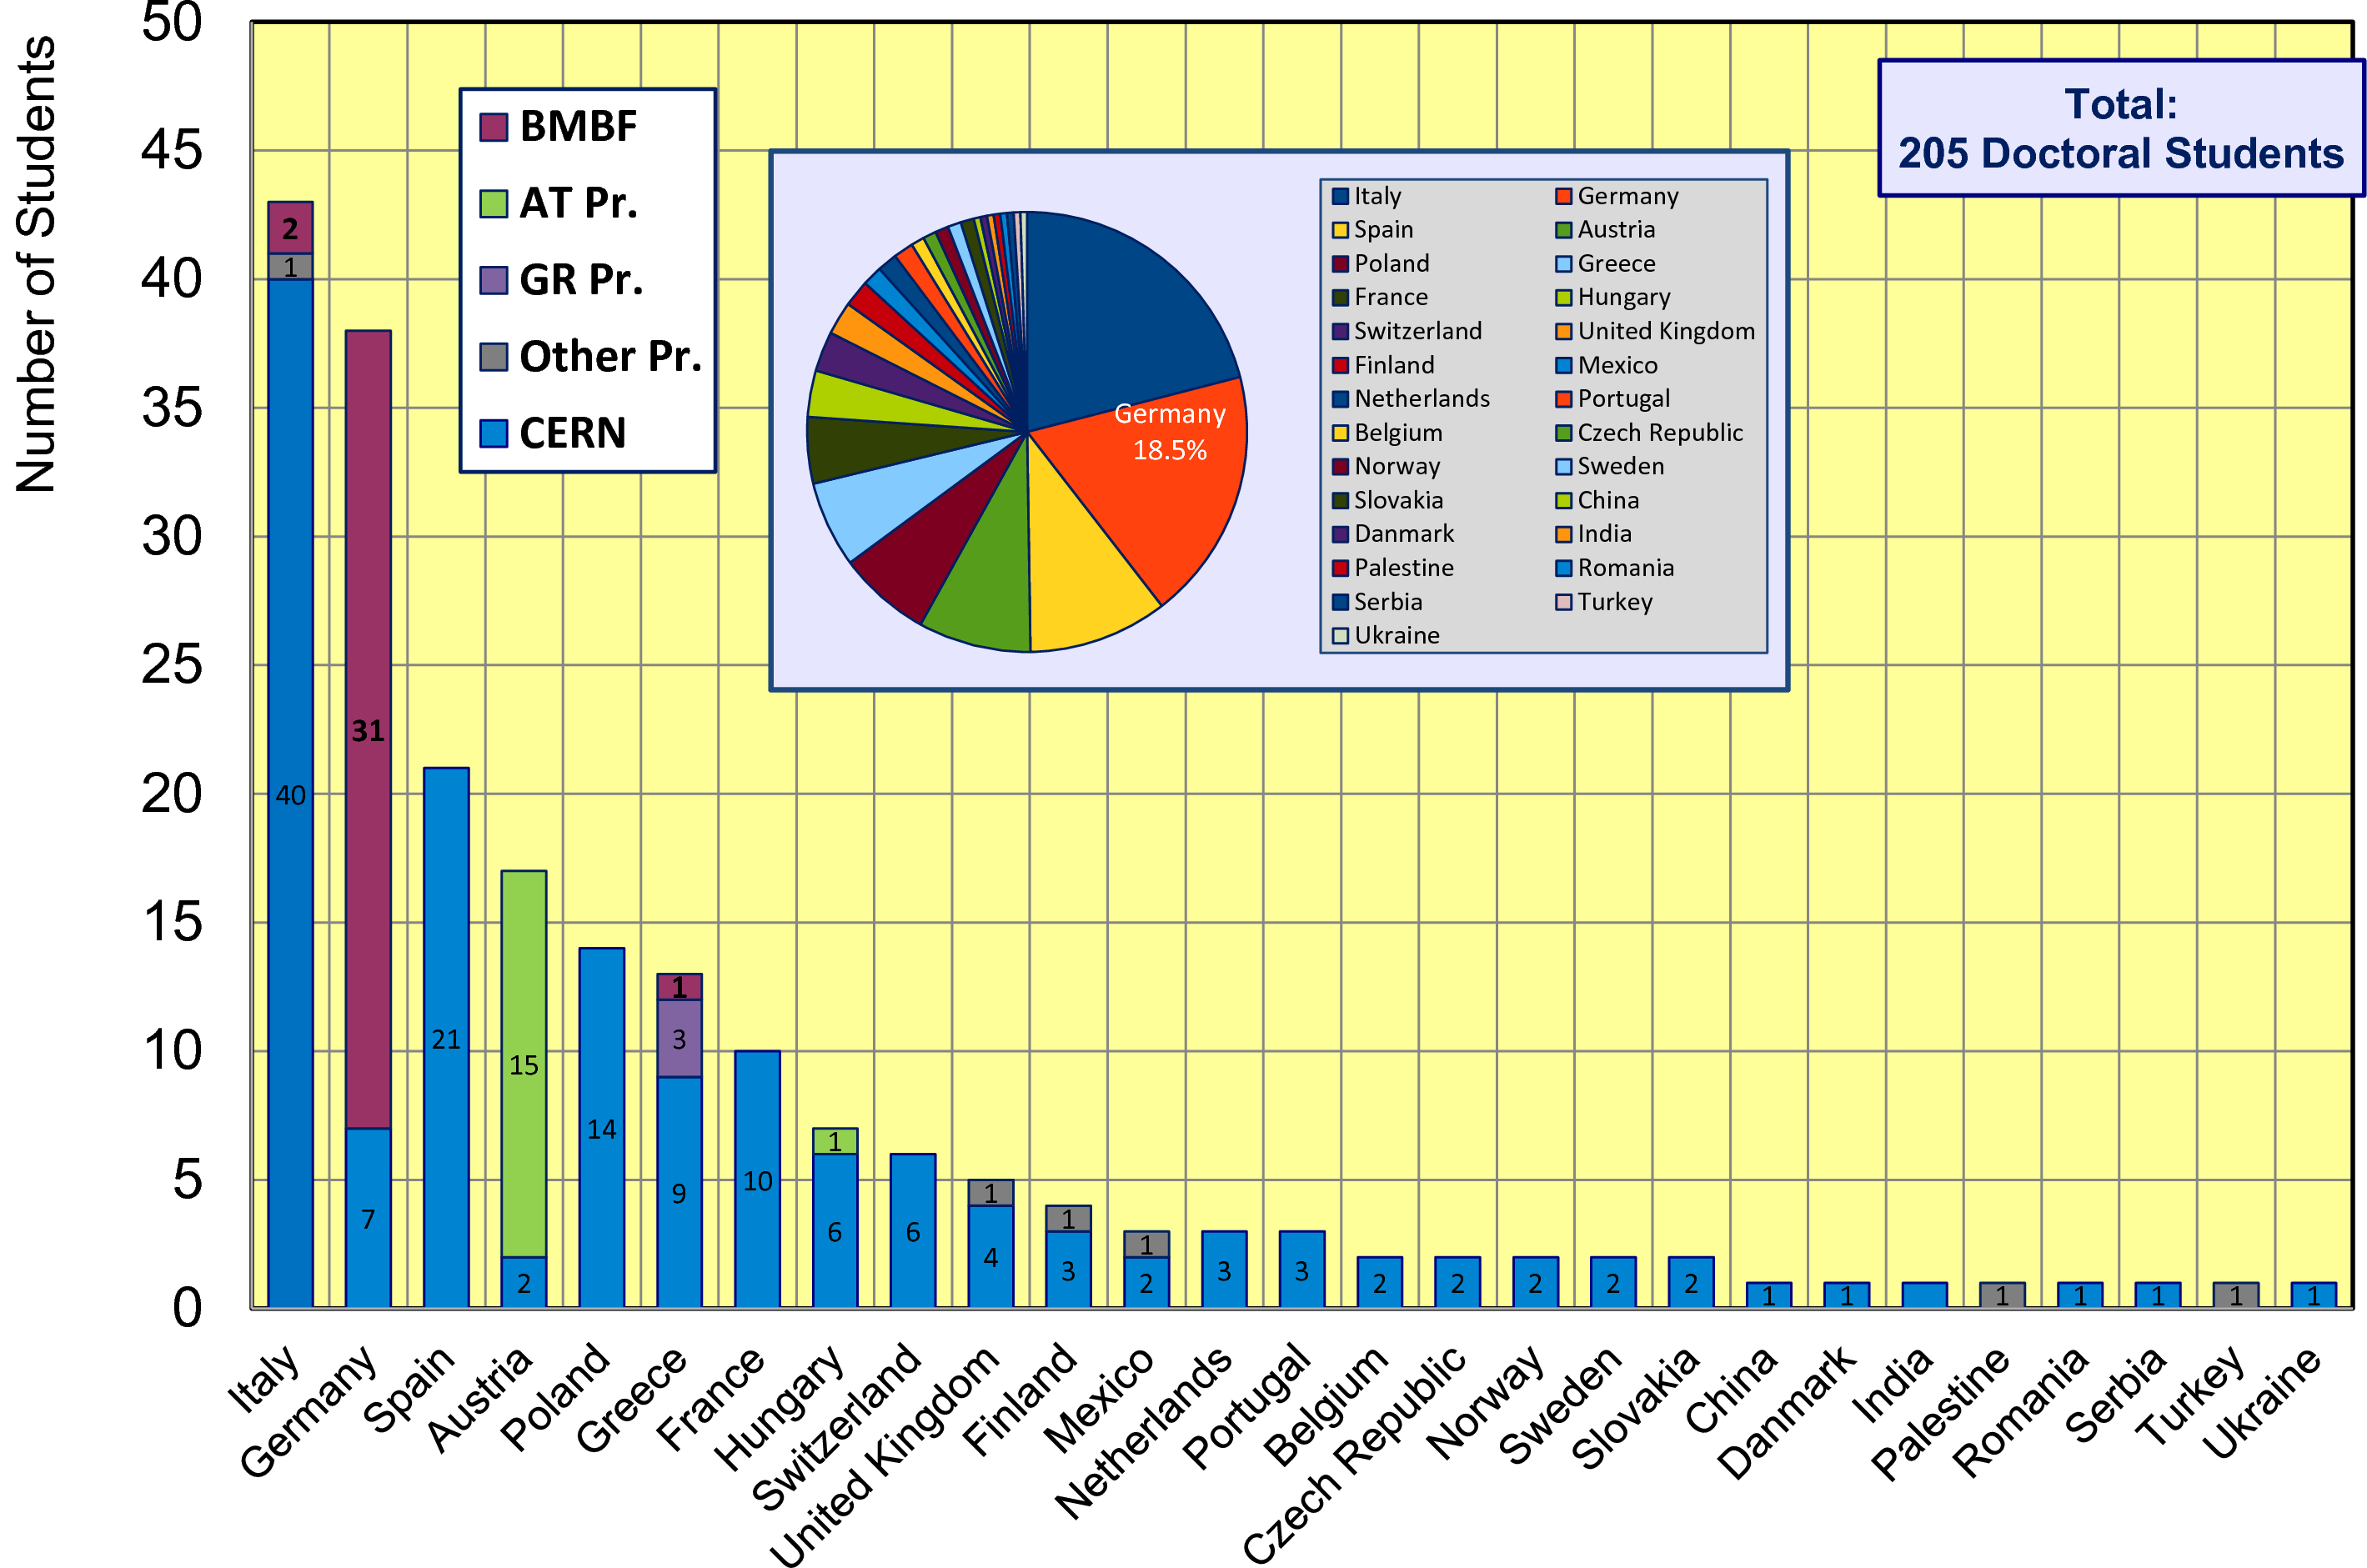 Number of Students
50
45
40
35
30
25
20
15
10
5
0
BMBF
AT Pr.
GR Pr.
Other Pr.
CERN
Total:
205 Doctoral Students
Germany
18.5%
Italy Germany
Spain Austria
Poland Greece
France Hungary
Switzerland United Kingdom
Finland Mexico
Netherlands Portugal
Belgium Czech Republic
Norway Sweden
Slovakia China
Danmark India
Palestine Romania
Serbia Turkey
Ukraine
2
1
40
31
7
21
15
2
14
1
3
9
10
1
6
6
1
4
1
3
1
2
3
3
2
2
2
2
2
1
1
1
1
1
1
1
Italy
Germany
Spain
Austria
Poland
Greece
France
Hungary
Switzerland
United Kingdom
Finland
Mexico
Netherlands
Portugal
Belgium
Czech Republic
Norway
Sweden
Slovakia
China
Danmark
India
Palestine
Romania
Serbia
Turkey
Ukraine